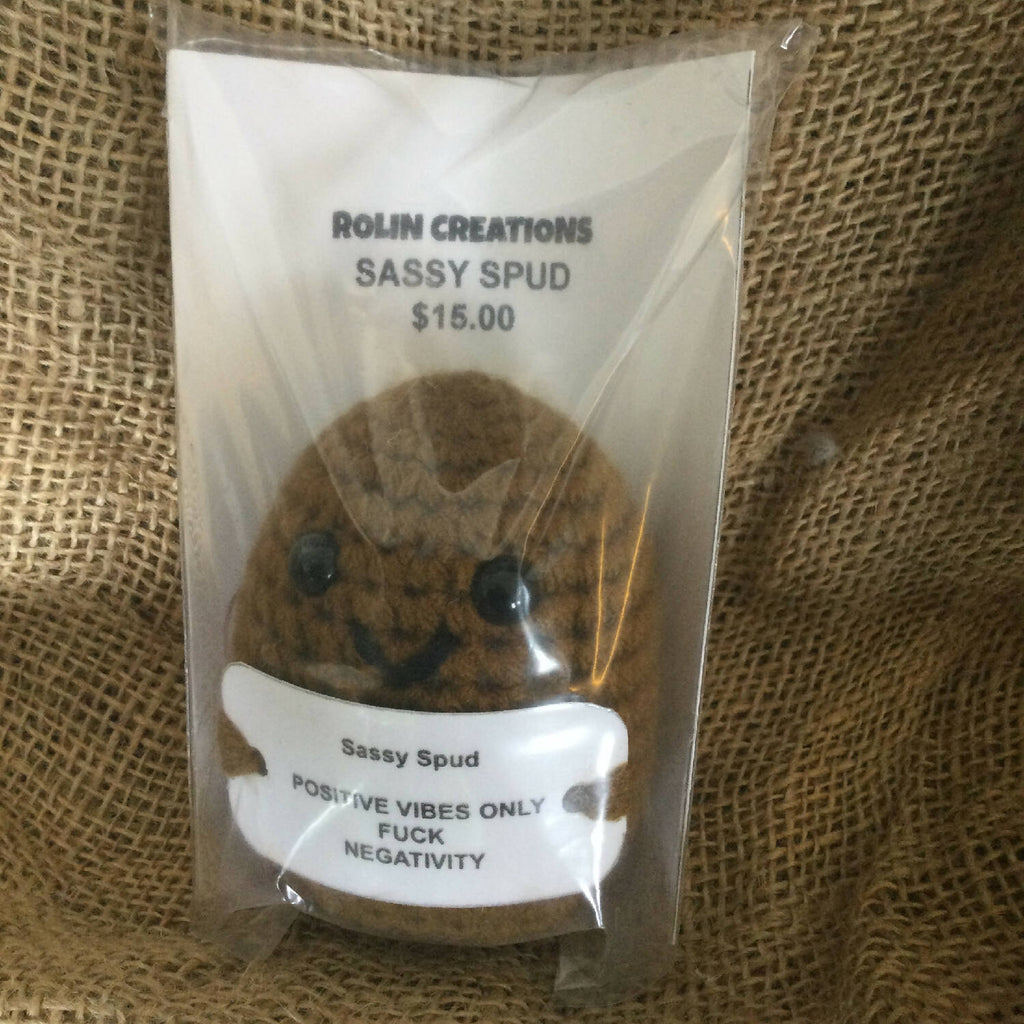 ROLIN CREATIONS
SASSY SPUD
$15.00
Sassy Spud
POSITIVE VIBES ONLY
FUCK
NEGATIVITY